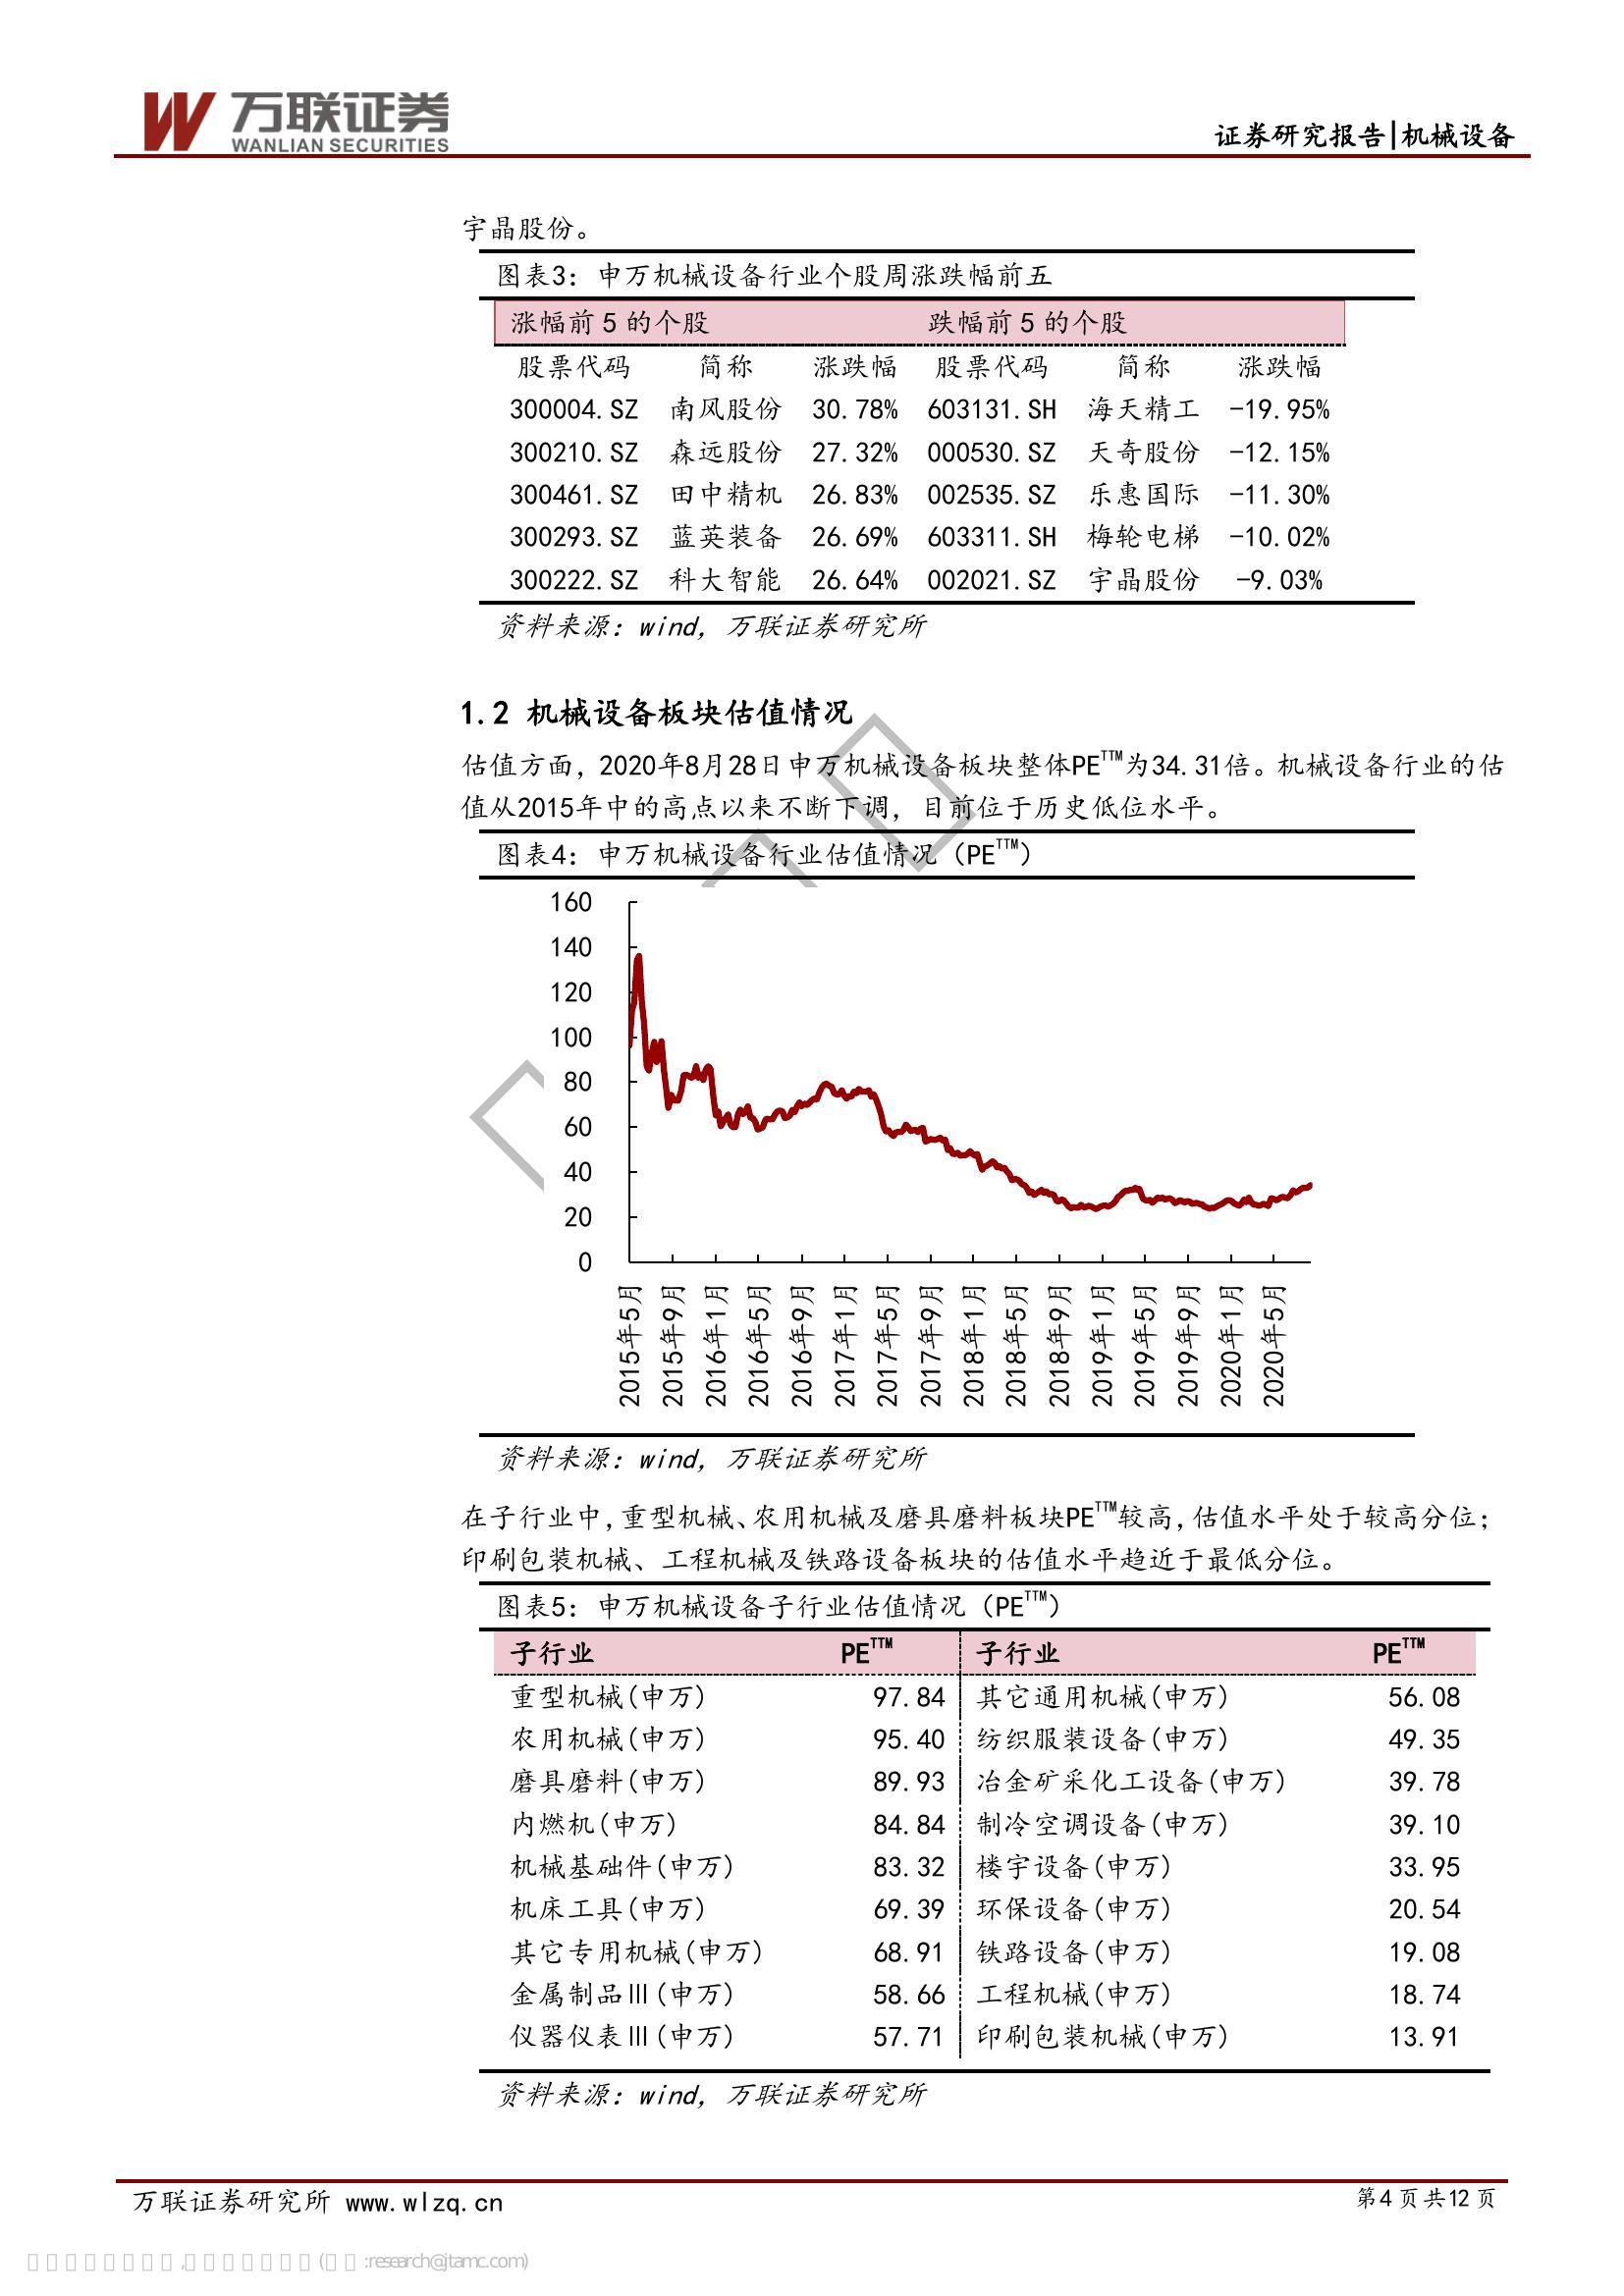 万联证券
WANLIAN SECURITIES
证券研究报告|机械设备
宇晶股份。
图表3：申万机械设备行业个股周涨跌幅前五
涨幅前 5 的个股 跌幅前 5 的个股
股票代码 简称 涨跌幅 股票代码 简称 涨跌幅
300004.SZ 南风股份 30.78% 603131.SH 海天精工 -19.95%
300210.SZ 森远股份 27.32% 000530.SZ 天奇股份 -12.15%
300461.SZ 田中精机 26.83% 002535.SZ 乐惠国际 -11.30%
300293.SZ 蓝英装备 26.69% 603311.SH 梅轮电梯 -10.02%
300222.SZ 科大智能 26.64% 002021.SZ 宇晶股份 -9.03%
资料来源：wind，万联证券研究所
1.2 机械设备板块估值情况
估值方面，2020年8月28日申万机械设备板块整体PE^TTM为34.31倍。机械设备行业的估
值从2015年中的高点以来不断下调，目前位于历史低位水平。
图表4：申万机械设备行业估值情况（PE^TTM）
160
140
120
100
80
60
40
20
0
2015年5月 2015年9月 2016年1月 2016年5月 2016年9月 2017年1月 2017年5月 2017年9月 2018年1月 2018年5月 2018年9月 2019年1月 2019年5月 2019年9月 2020年1月 2020年5月
资料来源：wind，万联证券研究所
在子行业中，重型机械、农用机械及磨具磨料板块PE^TTM较高，估值水平处于较高分位；
印刷包装机械、工程机械及铁路设备板块的估值水平趋近于最低分位。
图表5：申万机械设备子行业估值情况（PE^TTM）
子行业 PE^TTM 子行业 PE^TTM
重型机械(申万) 97.84 其它通用机械(申万) 56.08
农用机械(申万) 95.40 纺织服装设备(申万) 49.35
磨具磨料(申万) 89.93 冶金矿采化工设备(申万) 39.78
内燃机(申万) 84.84 制冷空调设备(申万) 39.10
机械基础件(申万) 83.32 楼宇设备(申万) 33.95
机床工具(申万) 69.39 环保设备(申万) 20.54
其它专用机械(申万) 68.91 铁路设备(申万) 19.08
金属制品Ⅲ(申万) 58.66 工程机械(申万) 18.74
仪器仪表Ⅲ(申万) 57.71 印刷包装机械(申万) 13.91
资料来源：wind，万联证券研究所
万联证券研究所 www.wlzq.cn
第4页共12页
research@jtamc.com)